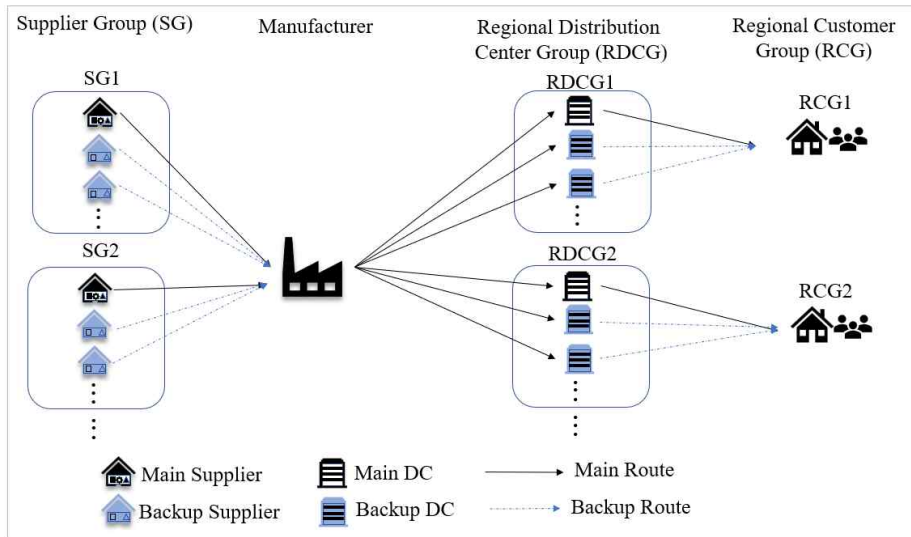 Supplier Group (SG)
Manufacturer
Regional Distribution
Center Group (RDCG)
Regional Customer
Group (RCG)
SG1
RDCG1
RCG1
SG2
RDCG2
RCG2
Main Supplier
Main DC
Main Route
Backup Supplier
Backup DC
Backup Route